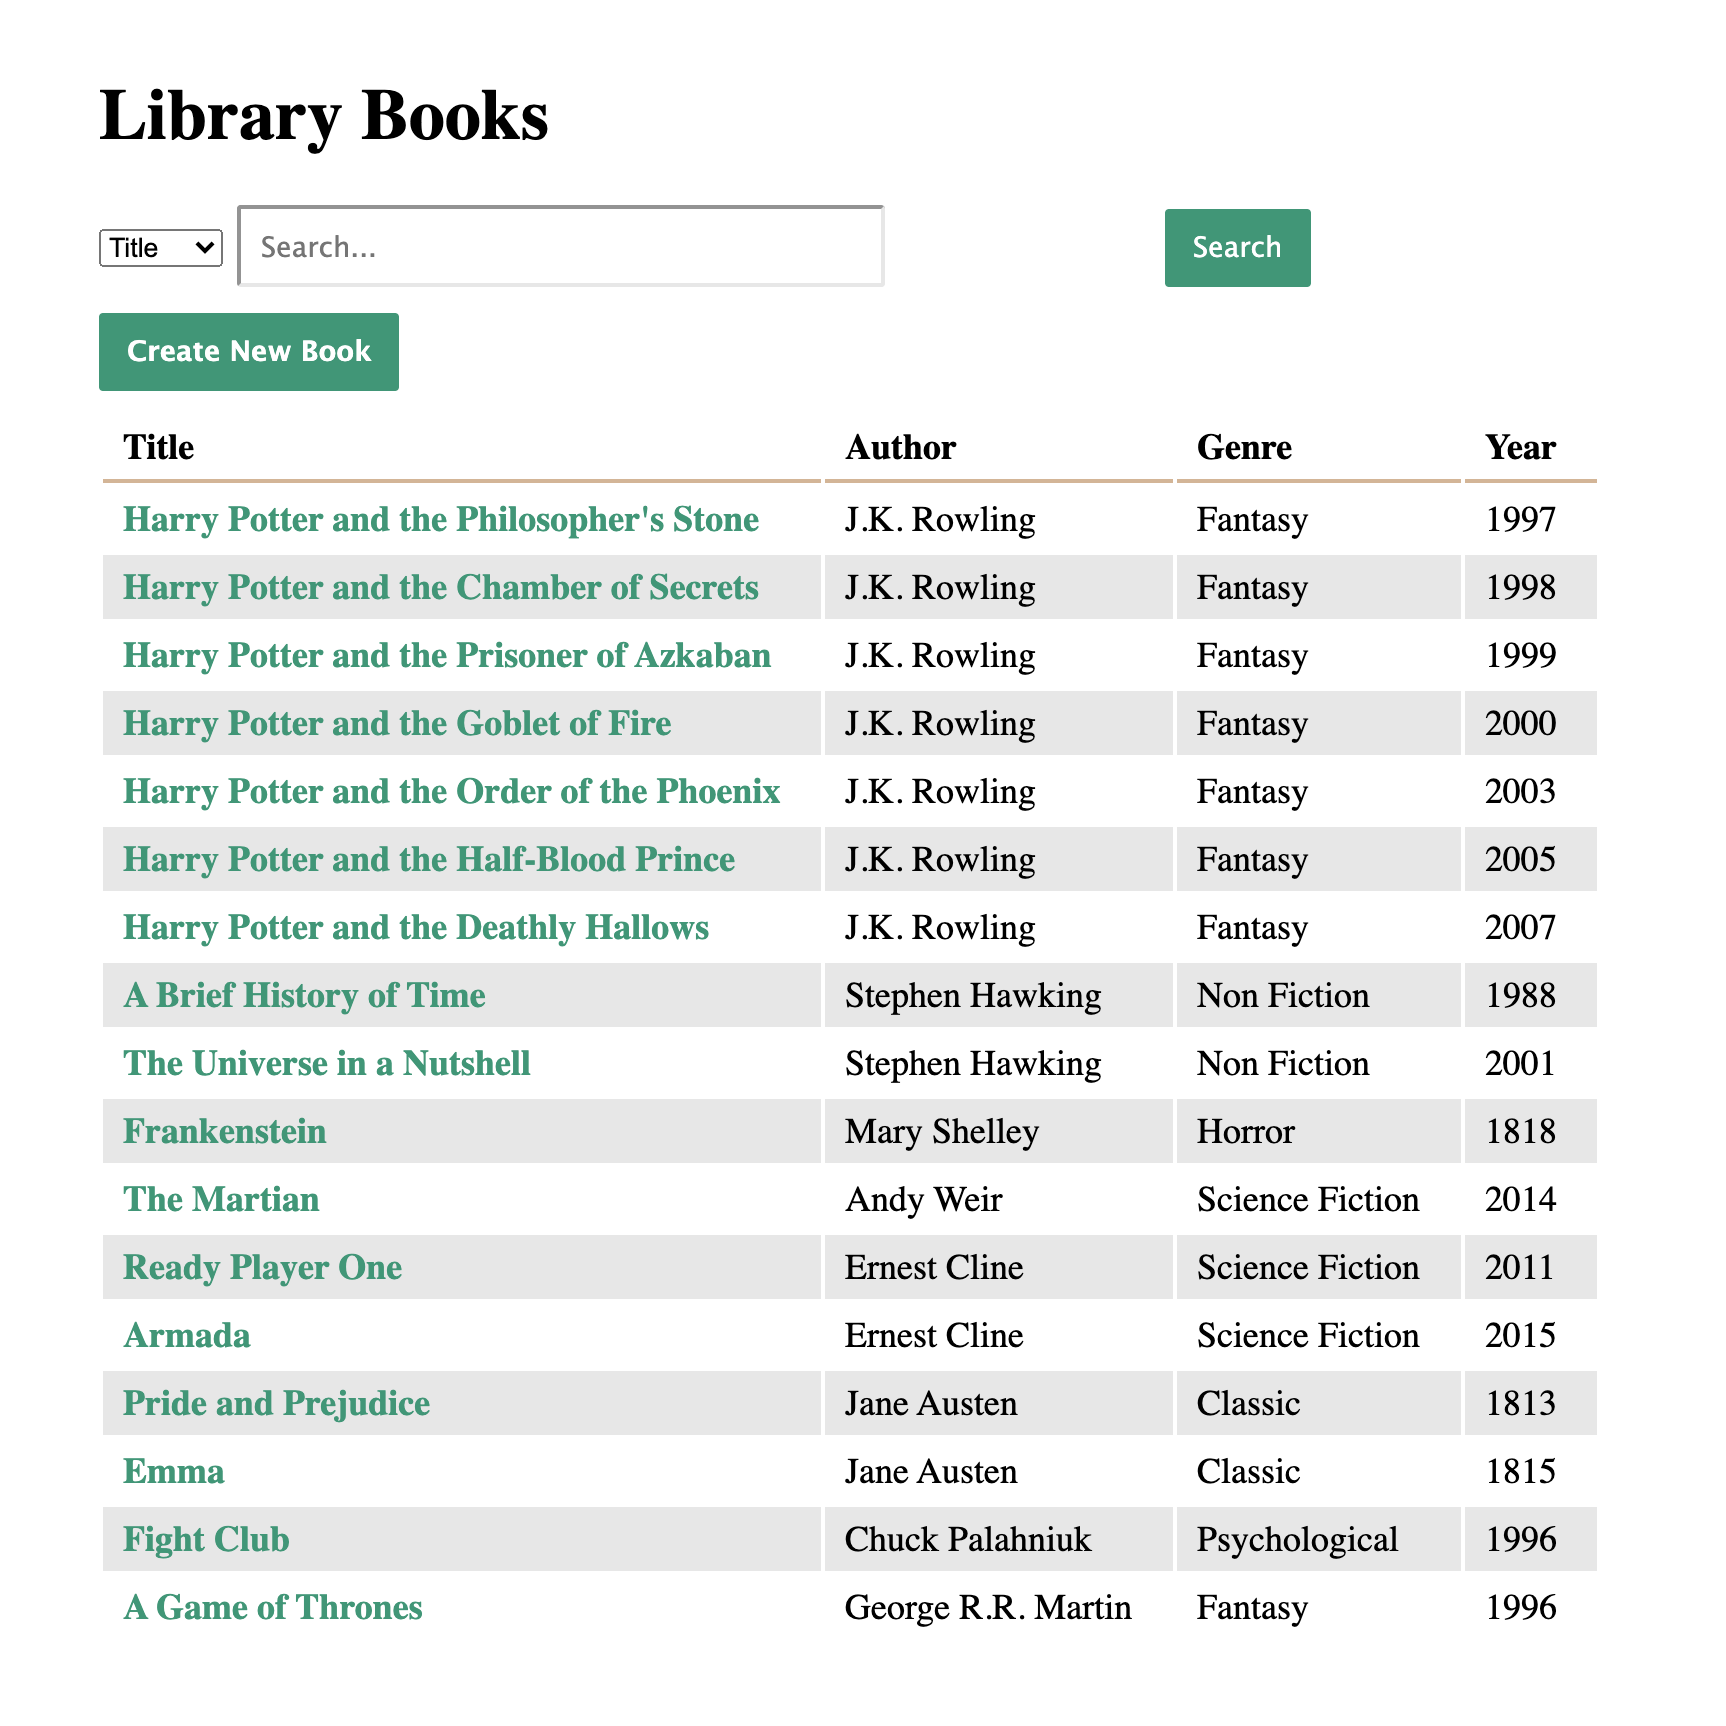 Library Books
Title Search... Search
Create New Book
Title Author Genre Year
Harry Potter and the Philosopher's Stone J.K. Rowling Fantasy 1997
Harry Potter and the Chamber of Secrets J.K. Rowling Fantasy 1998
Harry Potter and the Prisoner of Azkaban J.K. Rowling Fantasy 1999
Harry Potter and the Goblet of Fire J.K. Rowling Fantasy 2000
Harry Potter and the Order of the Phoenix J.K. Rowling Fantasy 2003
Harry Potter and the Half-Blood Prince J.K. Rowling Fantasy 2005
Harry Potter and the Deathly Hallows J.K. Rowling Fantasy 2007
A Brief History of Time Stephen Hawking Non Fiction 1988
The Universe in a Nutshell Stephen Hawking Non Fiction 2001
Frankenstein Mary Shelley Horror 1818
The Martian Andy Weir Science Fiction 2014
Ready Player One Ernest Cline Science Fiction 2011
Armada Ernest Cline Science Fiction 2015
Pride and Prejudice Jane Austen Classic 1813
Emma Jane Austen Classic 1815
Fight Club Chuck Palahniuk Psychological 1996
A Game of Thrones George R.R. Martin Fantasy 1996